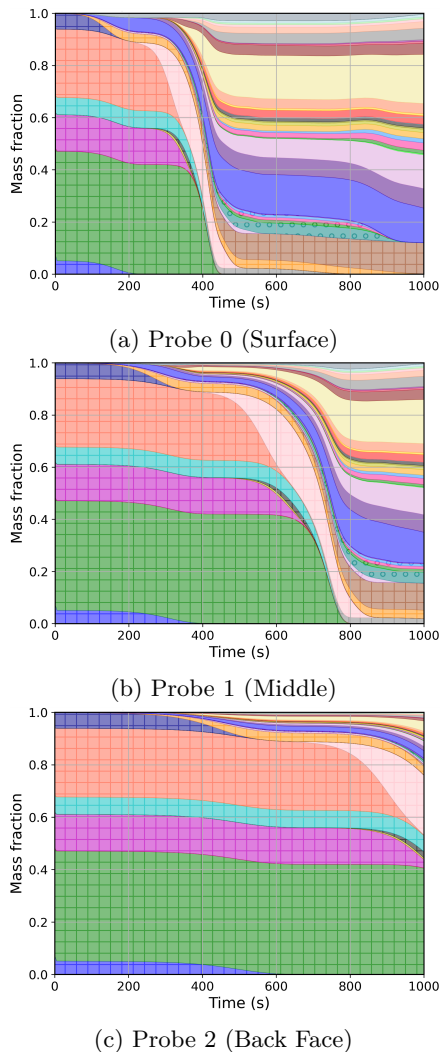 1.0
0.8
0.6
0.4
0.2
0.0
Mass fraction
0 200 400 600 800 1000
Time (s)
(a) Probe 0 (Surface)
1.0
0.8
0.6
0.4
0.2
0.0
Mass fraction
0 200 400 600 800 1000
Time (s)
(b) Probe 1 (Middle)
1.0
0.8
0.6
0.4
0.2
0.0
Mass fraction
0 200 400 600 800 1000
Time (s)
(c) Probe 2 (Back Face)